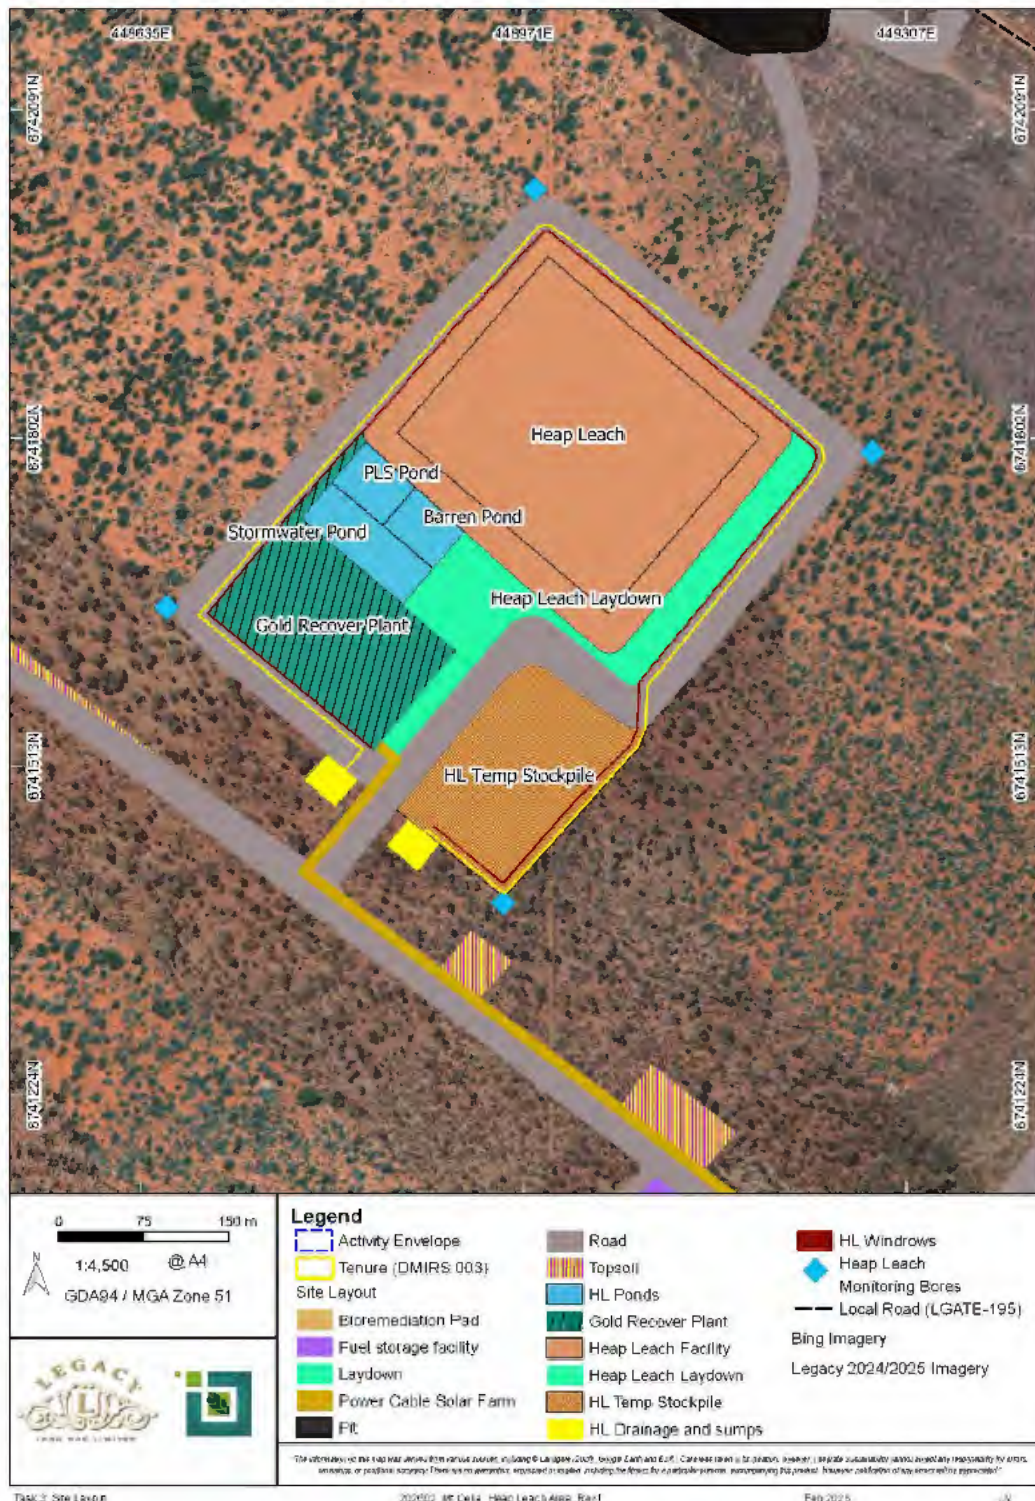 448635E
448971E
449307E
6742091N
6742091N
6741802N
6741802N
6741513N
6741513N
6741224N
6741224N
Heap Leach
PLS Pond
Barren Pond
Stormwater Pond
Heap Leach Laydown
Gold Recover Plant
HL Temp Stockpile
0 75 150 m
N
1:4,500 @ A4
GDA94 / MGA Zone 51
LEGACY
Legend
Activity Envelope
Tenure (DMIRS 003)
Site Layout
Bioremediation Pad
Fuel storage facility
Laydown
Power Cable Solar Farm
Pit
Road
Topsoil
HL Ponds
Gold Recover Plant
Heap Leach Facility
Heap Leach Laydown
HL Temp Stockpile
HL Drainage and sumps
HL Windrows
Heap Leach
Monitoring Bores
Local Road (LGATE-195)
Bing Imagery
Legacy 2024/2025 Imagery